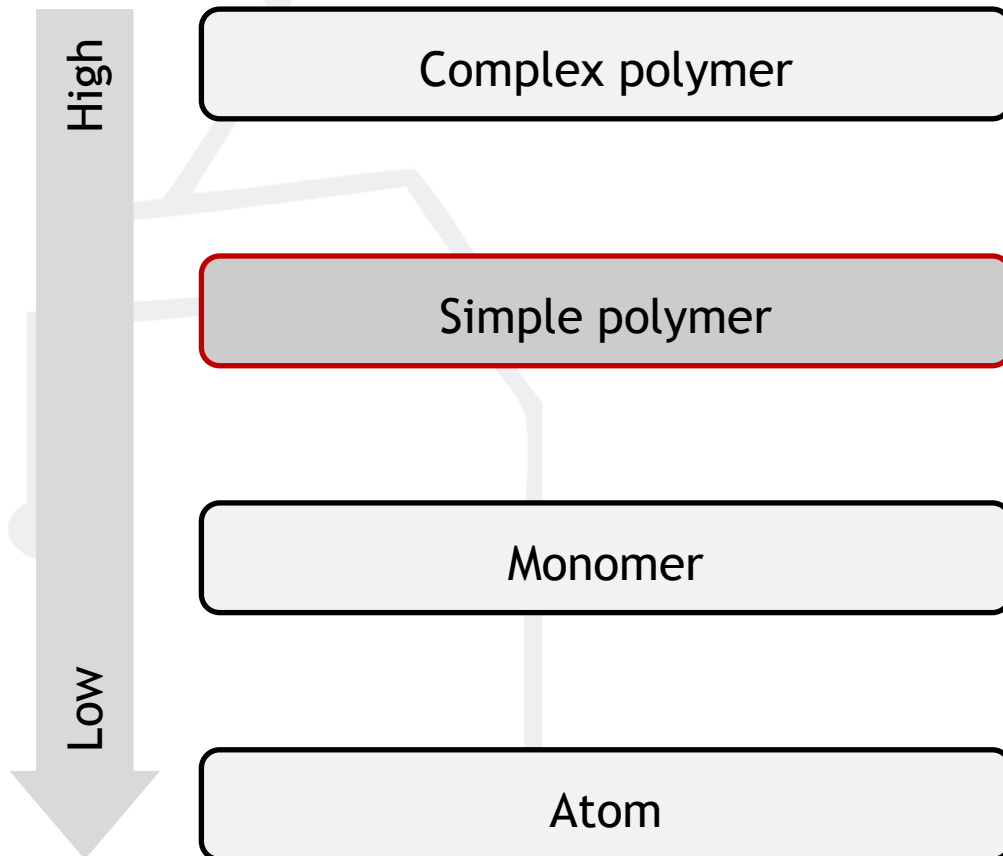 High
Complex polymer
Simple polymer
Monomer
Low
Atom